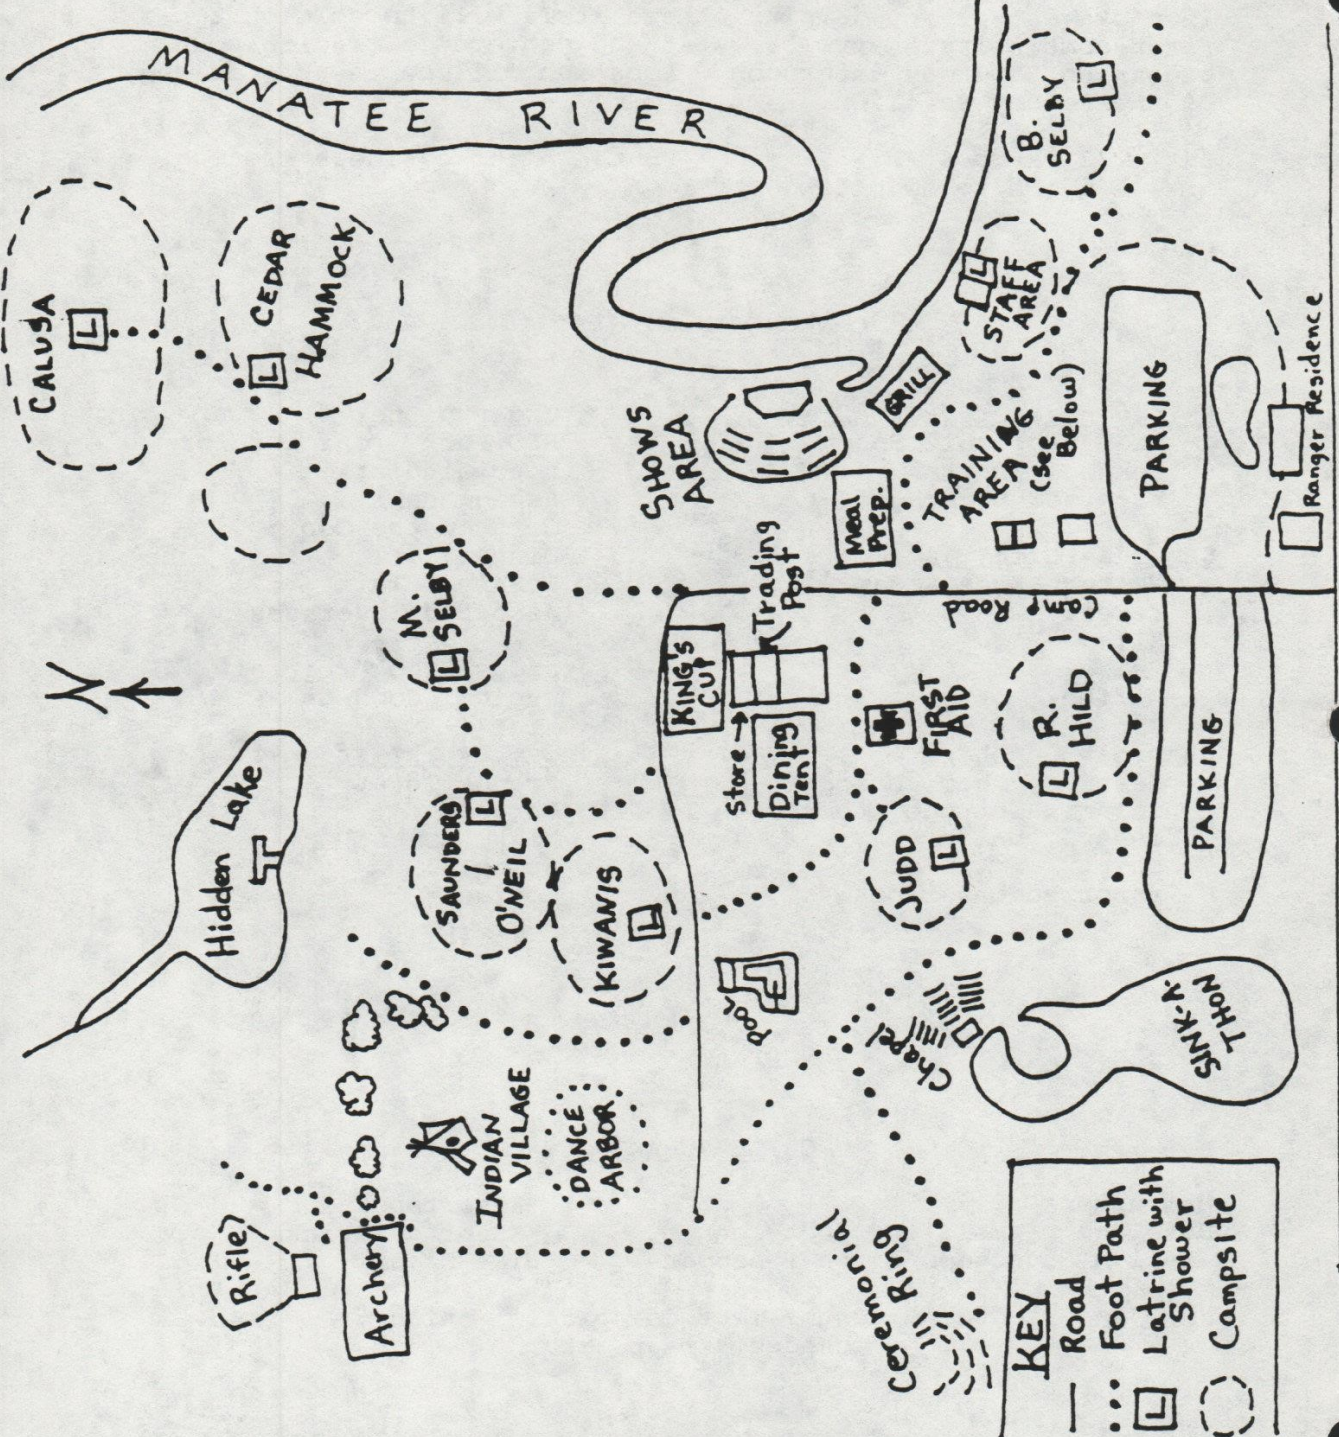 MANATEE RIVER
CALUSA
L
CEDAR
HAMMOCK
L
M.
SELBY
L
N
Hidden Lake
SAUNDERS /
O'NEIL
L
KIWANIS
L
Rifle
Archery
INDIAN
VILLAGE
DANCE
ARBOR
SHOWS
AREA
GRILL
Meal
Prep.
Trading
Post
KING'S
CUP
Store
Dining
Tent
FIRST
AID
JUDD
L
Pool
Chapel
Ceremonial
Ring
B.
SELBY
L
STAFF
AREA
L
TRAINING
AREA
(see
Below)
Camp
Road
R.
HILD
L
PARKING
PARKING
Ranger Residence
SINK-A-
THON
KEY
Road
Foot Path
L Latrine with
Shower
Campsite